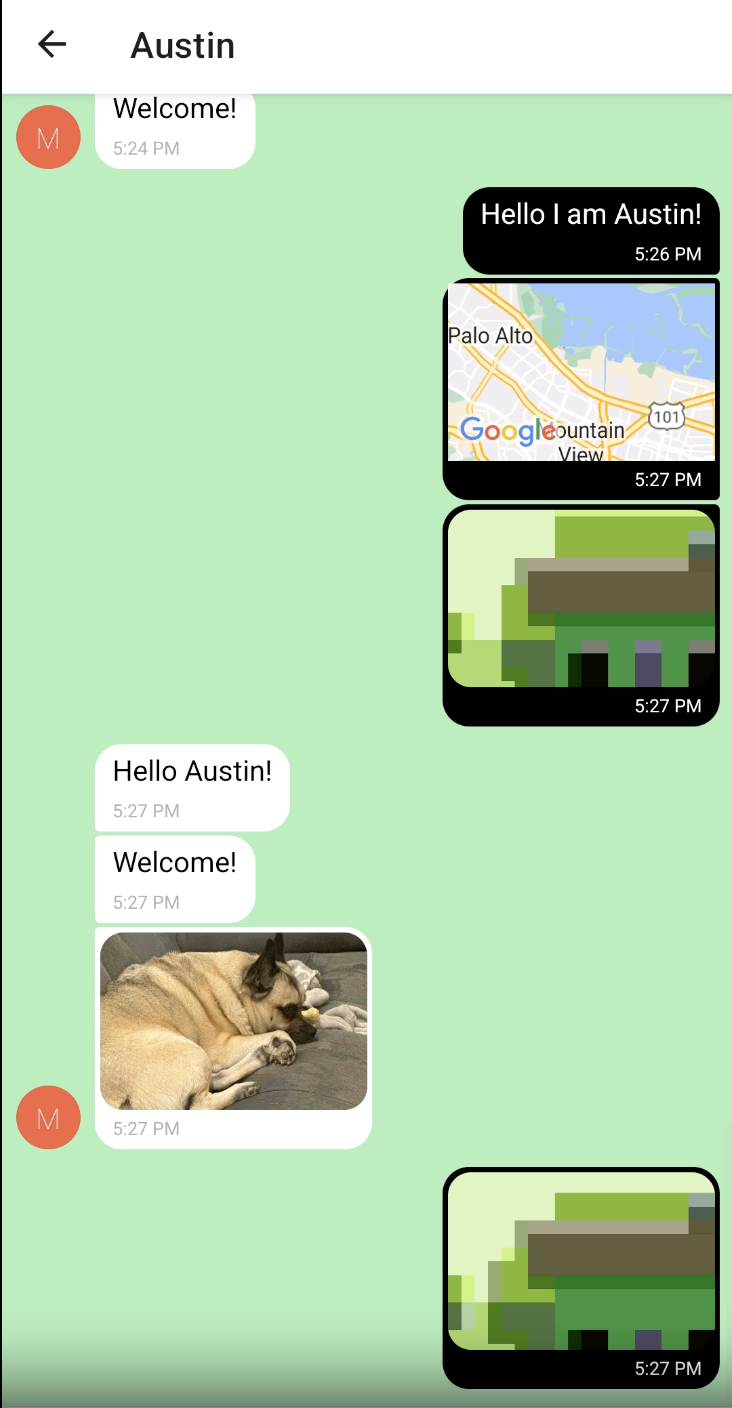 Austin
Welcome!
5:24 PM
M
Hello I am Austin!
5:26 PM
Palo Alto
101
Google
ountain
View
5:27 PM
5:27 PM
Hello Austin!
5:27 PM
Welcome!
5:27 PM
5:27 PM
M
5:27 PM